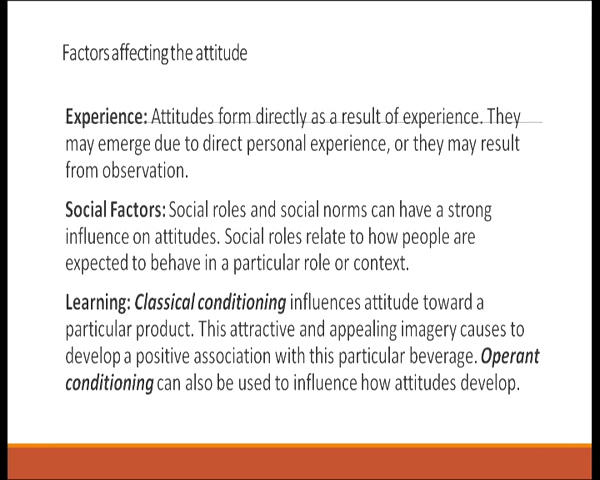 Factors affecting the attitude
Experience: Attitudes form directly as a result of experience. They
may emerge due to direct personal experience, or they may result
from observation.
Social Factors: Social roles and social norms can have a strong
influence on attitudes. Social roles relate to how people are
expected to behave in a particular role or context.
Learning: Classical conditioning influences attitude toward a
particular product. This attractive and appealing imagery causes to
develop a positive association with this particular beverage. Operant
conditioning can also be used to influence how attitudes develop.